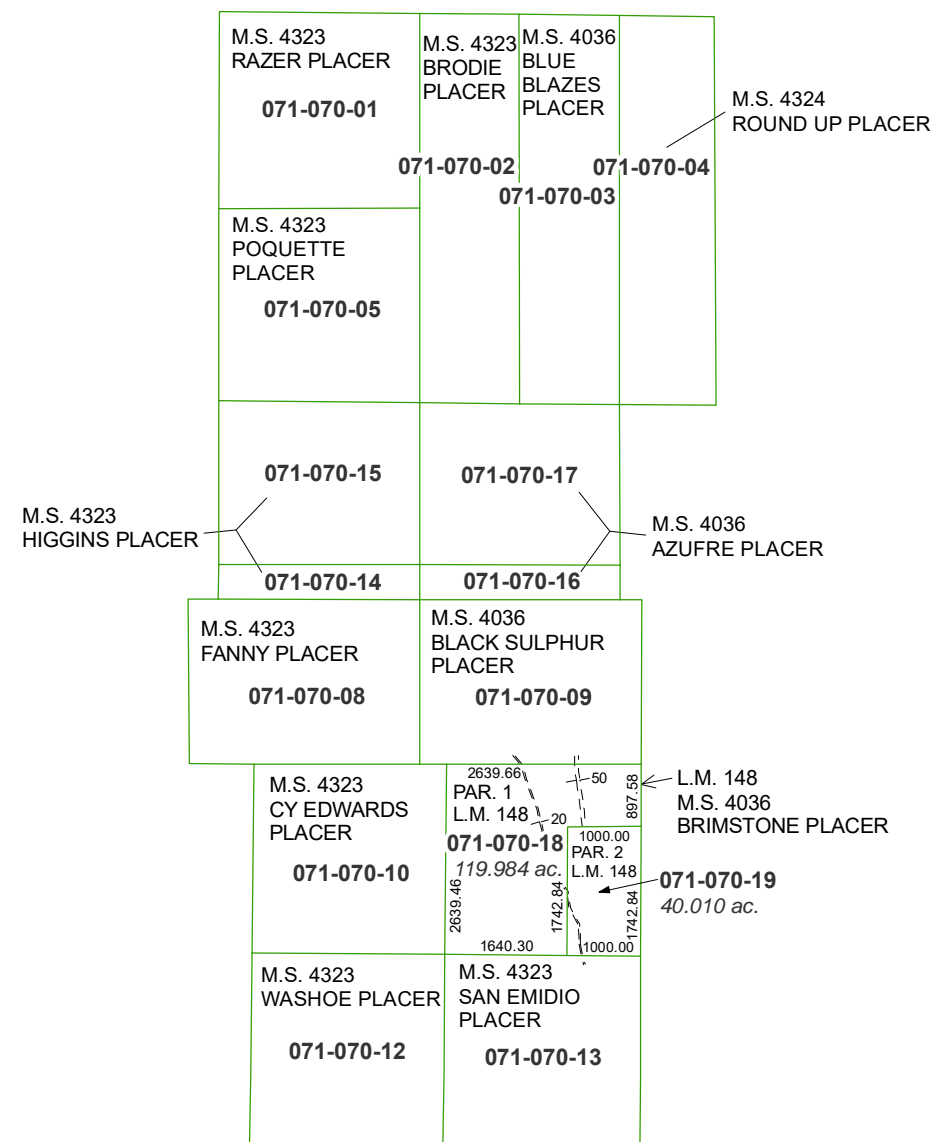 M.S. 4323
RAZER PLACER
071-070-01
M.S. 4323
BRODIE
PLACER
071-070-02
M.S. 4036
BLUE
BLAZES
PLACER
071-070-03
M.S. 4324
ROUND UP PLACER
071-070-04
M.S. 4323
POQUETTE
PLACER
071-070-05
071-070-15
071-070-17
M.S. 4323
HIGGINS PLACER
M.S. 4036
AZUFRE PLACER
071-070-14
071-070-16
M.S. 4323
FANNY PLACER
071-070-08
M.S. 4036
BLACK SULPHUR
PLACER
071-070-09
M.S. 4323
CY EDWARDS
PLACER
071-070-10
2639.66
PAR. 1
L.M. 148
20
50
897.58
071-070-18
119.984 ac.
2639.46
1742.84
1640.30
1000.00
PAR. 2
L.M. 148
1742.84
1000.00
L.M. 148
M.S. 4036
BRIMSTONE PLACER
071-070-19
40.010 ac.
M.S. 4323
WASHOE PLACER
071-070-12
M.S. 4323
SAN EMIDIO
PLACER
071-070-13